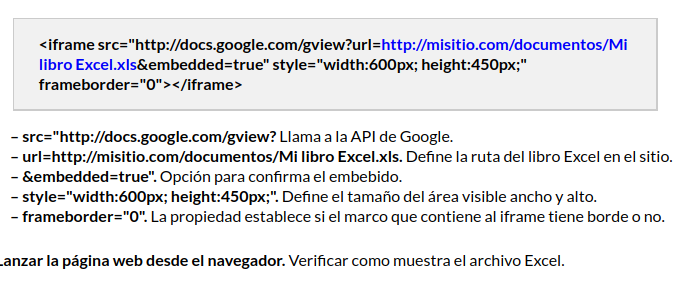 <iframe src="http://docs.google.com/gview?url=http://misitio.com/documentos/Mi
libro Excel.xls&embedded=true" style="width:600px; height:450px;"
frameborder="0"></iframe>
– src="http://docs.google.com/gview? Llama a la API de Google.
– url=http://misitio.com/documentos/Mi libro Excel.xls. Define la ruta del libro Excel en el sitio.
– &embedded=true". Opción para confirma el embebido.
– style="width:600px; height:450px;". Define el tamaño del área visible ancho y alto.
– frameborder="0". La propiedad establece si el marco que contiene al iframe tiene borde o no.
Lanzar la página web desde el navegador. Verificar como muestra el archivo Excel.